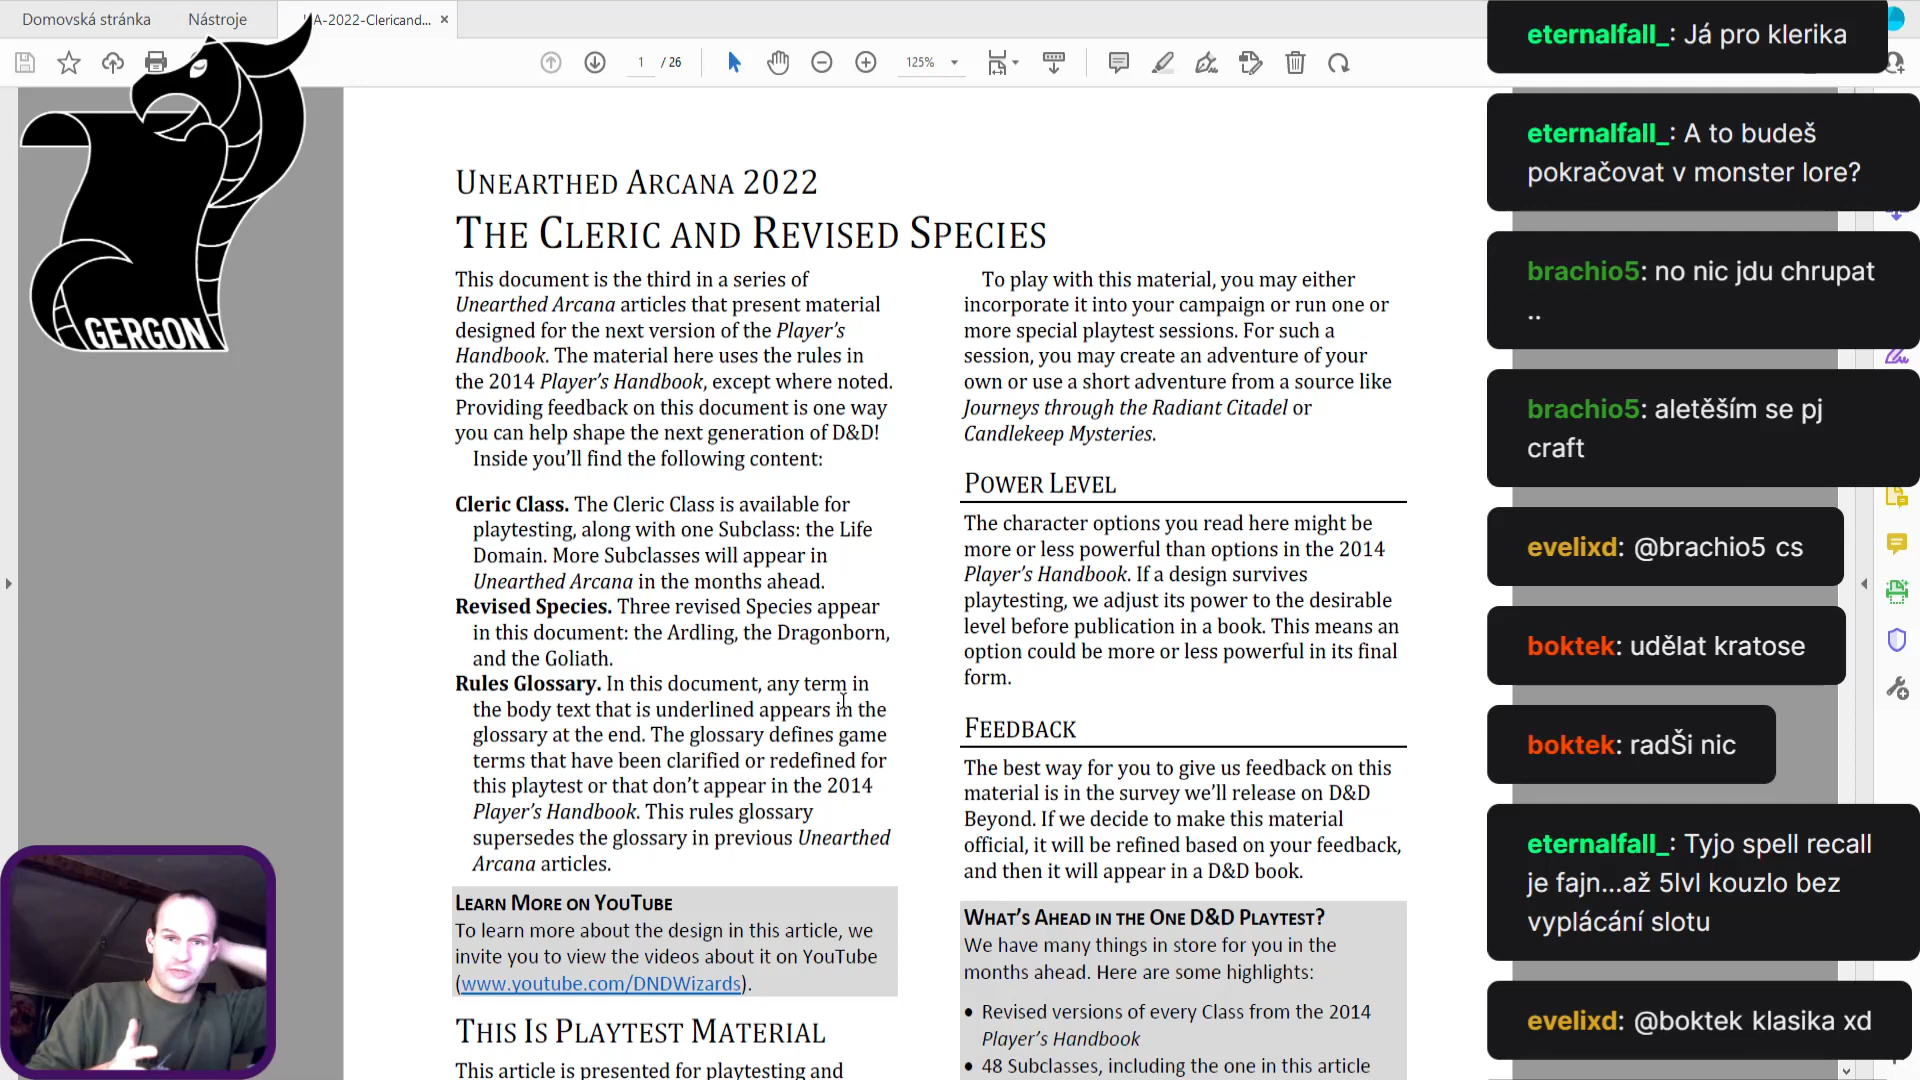 Domovská stránka
Nástroje
A-2022-Clericand...
1 / 26
125%
GERGON
UNEARTHED ARCANA 2022
THE CLERIC AND REVISED SPECIES
This document is the third in a series of
Unearthed Arcana articles that present material
designed for the next version of the Player's
Handbook. The material here uses the rules in
the 2014 Player's Handbook, except where noted.
Providing feedback on this document is one way
you can help shape the next generation of D&D!
Inside you'll find the following content:
Cleric Class. The Cleric Class is available for
playtesting, along with one Subclass: the Life
Domain. More Subclasses will appear in
Unearthed Arcana in the months ahead.
Revised Species. Three revised Species appear
in this document: the Ardling, the Dragonborn,
and the Goliath.
Rules Glossary. In this document, any term in
the body text that is underlined appears in the
glossary at the end. The glossary defines game
terms that have been clarified or redefined for
this playtest or that don't appear in the 2014
Player's Handbook. This rules glossary
supersedes the glossary in previous Unearthed
Arcana articles.
LEARN MORE ON YOUTUBE
To learn more about the design in this article, we
invite you to view the videos about it on YouTube
(www.youtube.com/DNDWizards).
THIS IS PLAYTEST MATERIAL
This article is presented for playtesting and
To play with this material, you may either
incorporate it into your campaign or run one or
more special playtest sessions. For such a
session, you may create an adventure of your
own or use a short adventure from a source like
Journeys through the Radiant Citadel or
Candlekeep Mysteries.
POWER LEVEL
The character options you read here might be
more or less powerful than options in the 2014
Player's Handbook. If a design survives
playtesting, we adjust its power to the desirable
level before publication in a book. This means an
option could be more or less powerful in its final
form.
FEEDBACK
The best way for you to give us feedback on this
material is in the survey we'll release on D&D
Beyond. If we decide to make this material
official, it will be refined based on your feedback,
and then it will appear in a D&D book.
WHAT'S AHEAD IN THE ONE D&D PLAYTEST?
We have many things in store for you in the
months ahead. Here are some highlights:
• Revised versions of every Class from the 2014
Player's Handbook
• 48 Subclasses, including the one in this article
eternalfall_: Já pro klerika
eternalfall_: A to budeš
pokračovat v monster lore?
brachio5: no nic jdu chrupat
..
brachio5: aletěším se pj
craft
evelixd: @brachio5 cs
boktek: udělat kratose
boktek: radŠi nic
eternalfall_: Tyjo spell recall
je fajn...až 5lvl kouzlo bez
vyplácání slotu
evelixd: @boktek klasika xd